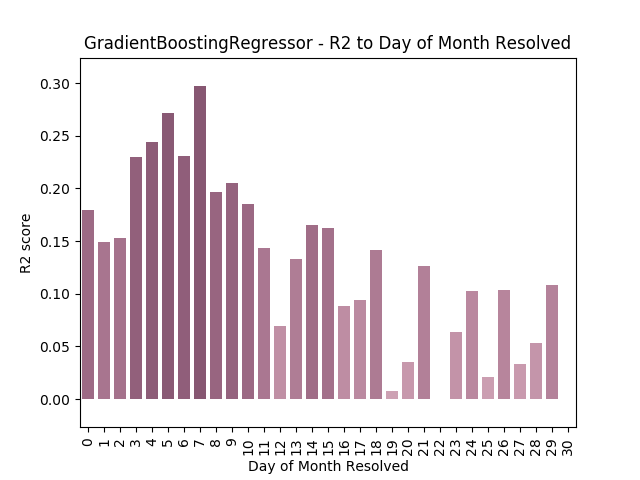 GradientBoostingRegressor - R2 to Day of Month Resolved
0.30
0.25
0.20
0.15
0.10
0.05
0.00
R2 score
0 1 2 3 4 5 6 7 8 9 10 11 12 13 14 15 16 17 18 19 20 21 22 23 24 25 26 27 28 29 30
Day of Month Resolved